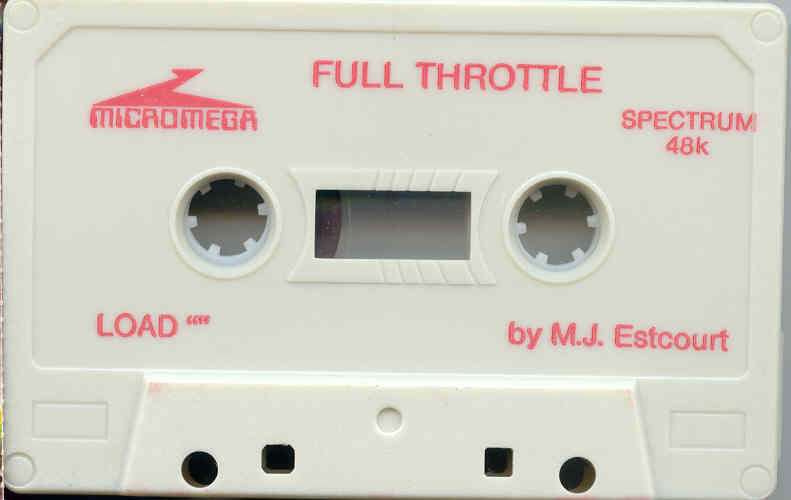 FULL THROTTLE
MICROMEGA
SPECTRUM
48k
LOAD “”
by M.J. Estcourt